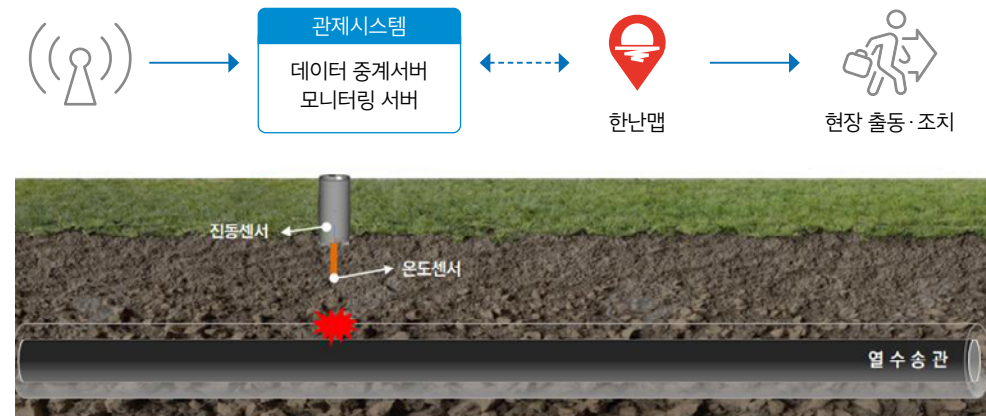 관제시스템
데이터 중계서버
모니터링 서버
한난맵
현장 출동·조치
진동센서
온도센서
열수송관